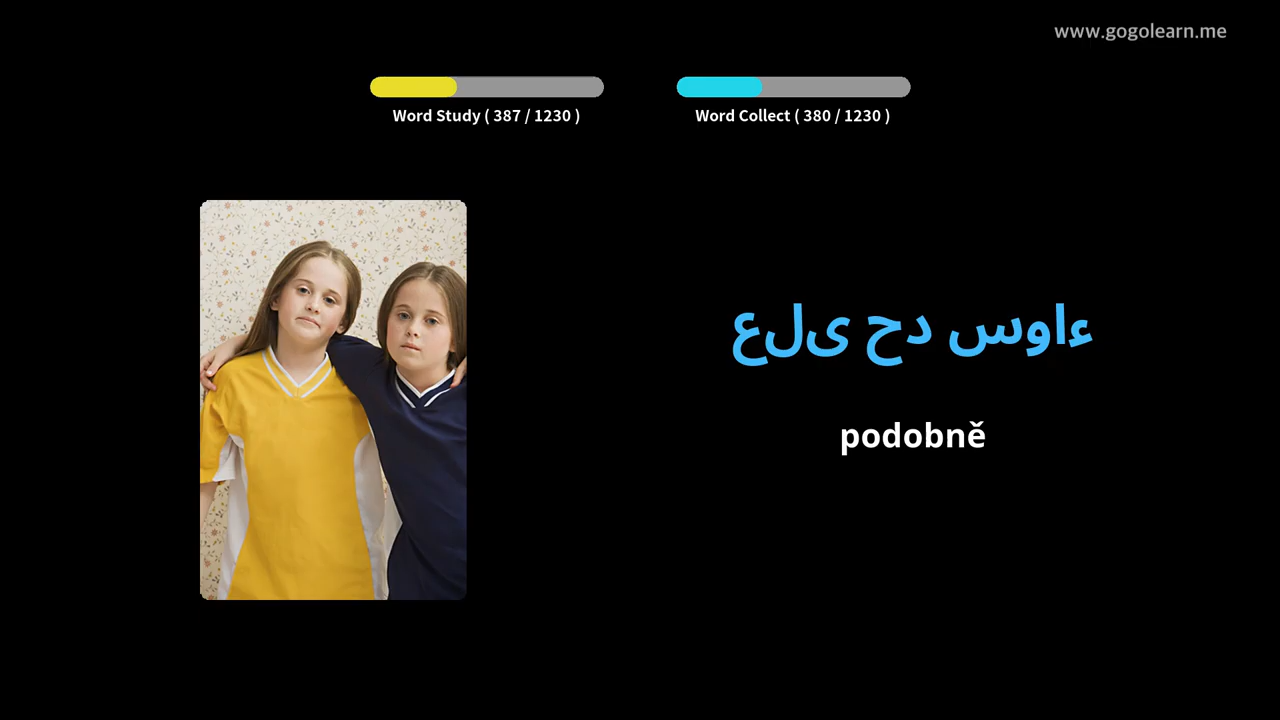 www.gogolearn.me
Word Study ( 387 / 1230 )
Word Collect ( 380 / 1230 )
على حد سواء
podobně